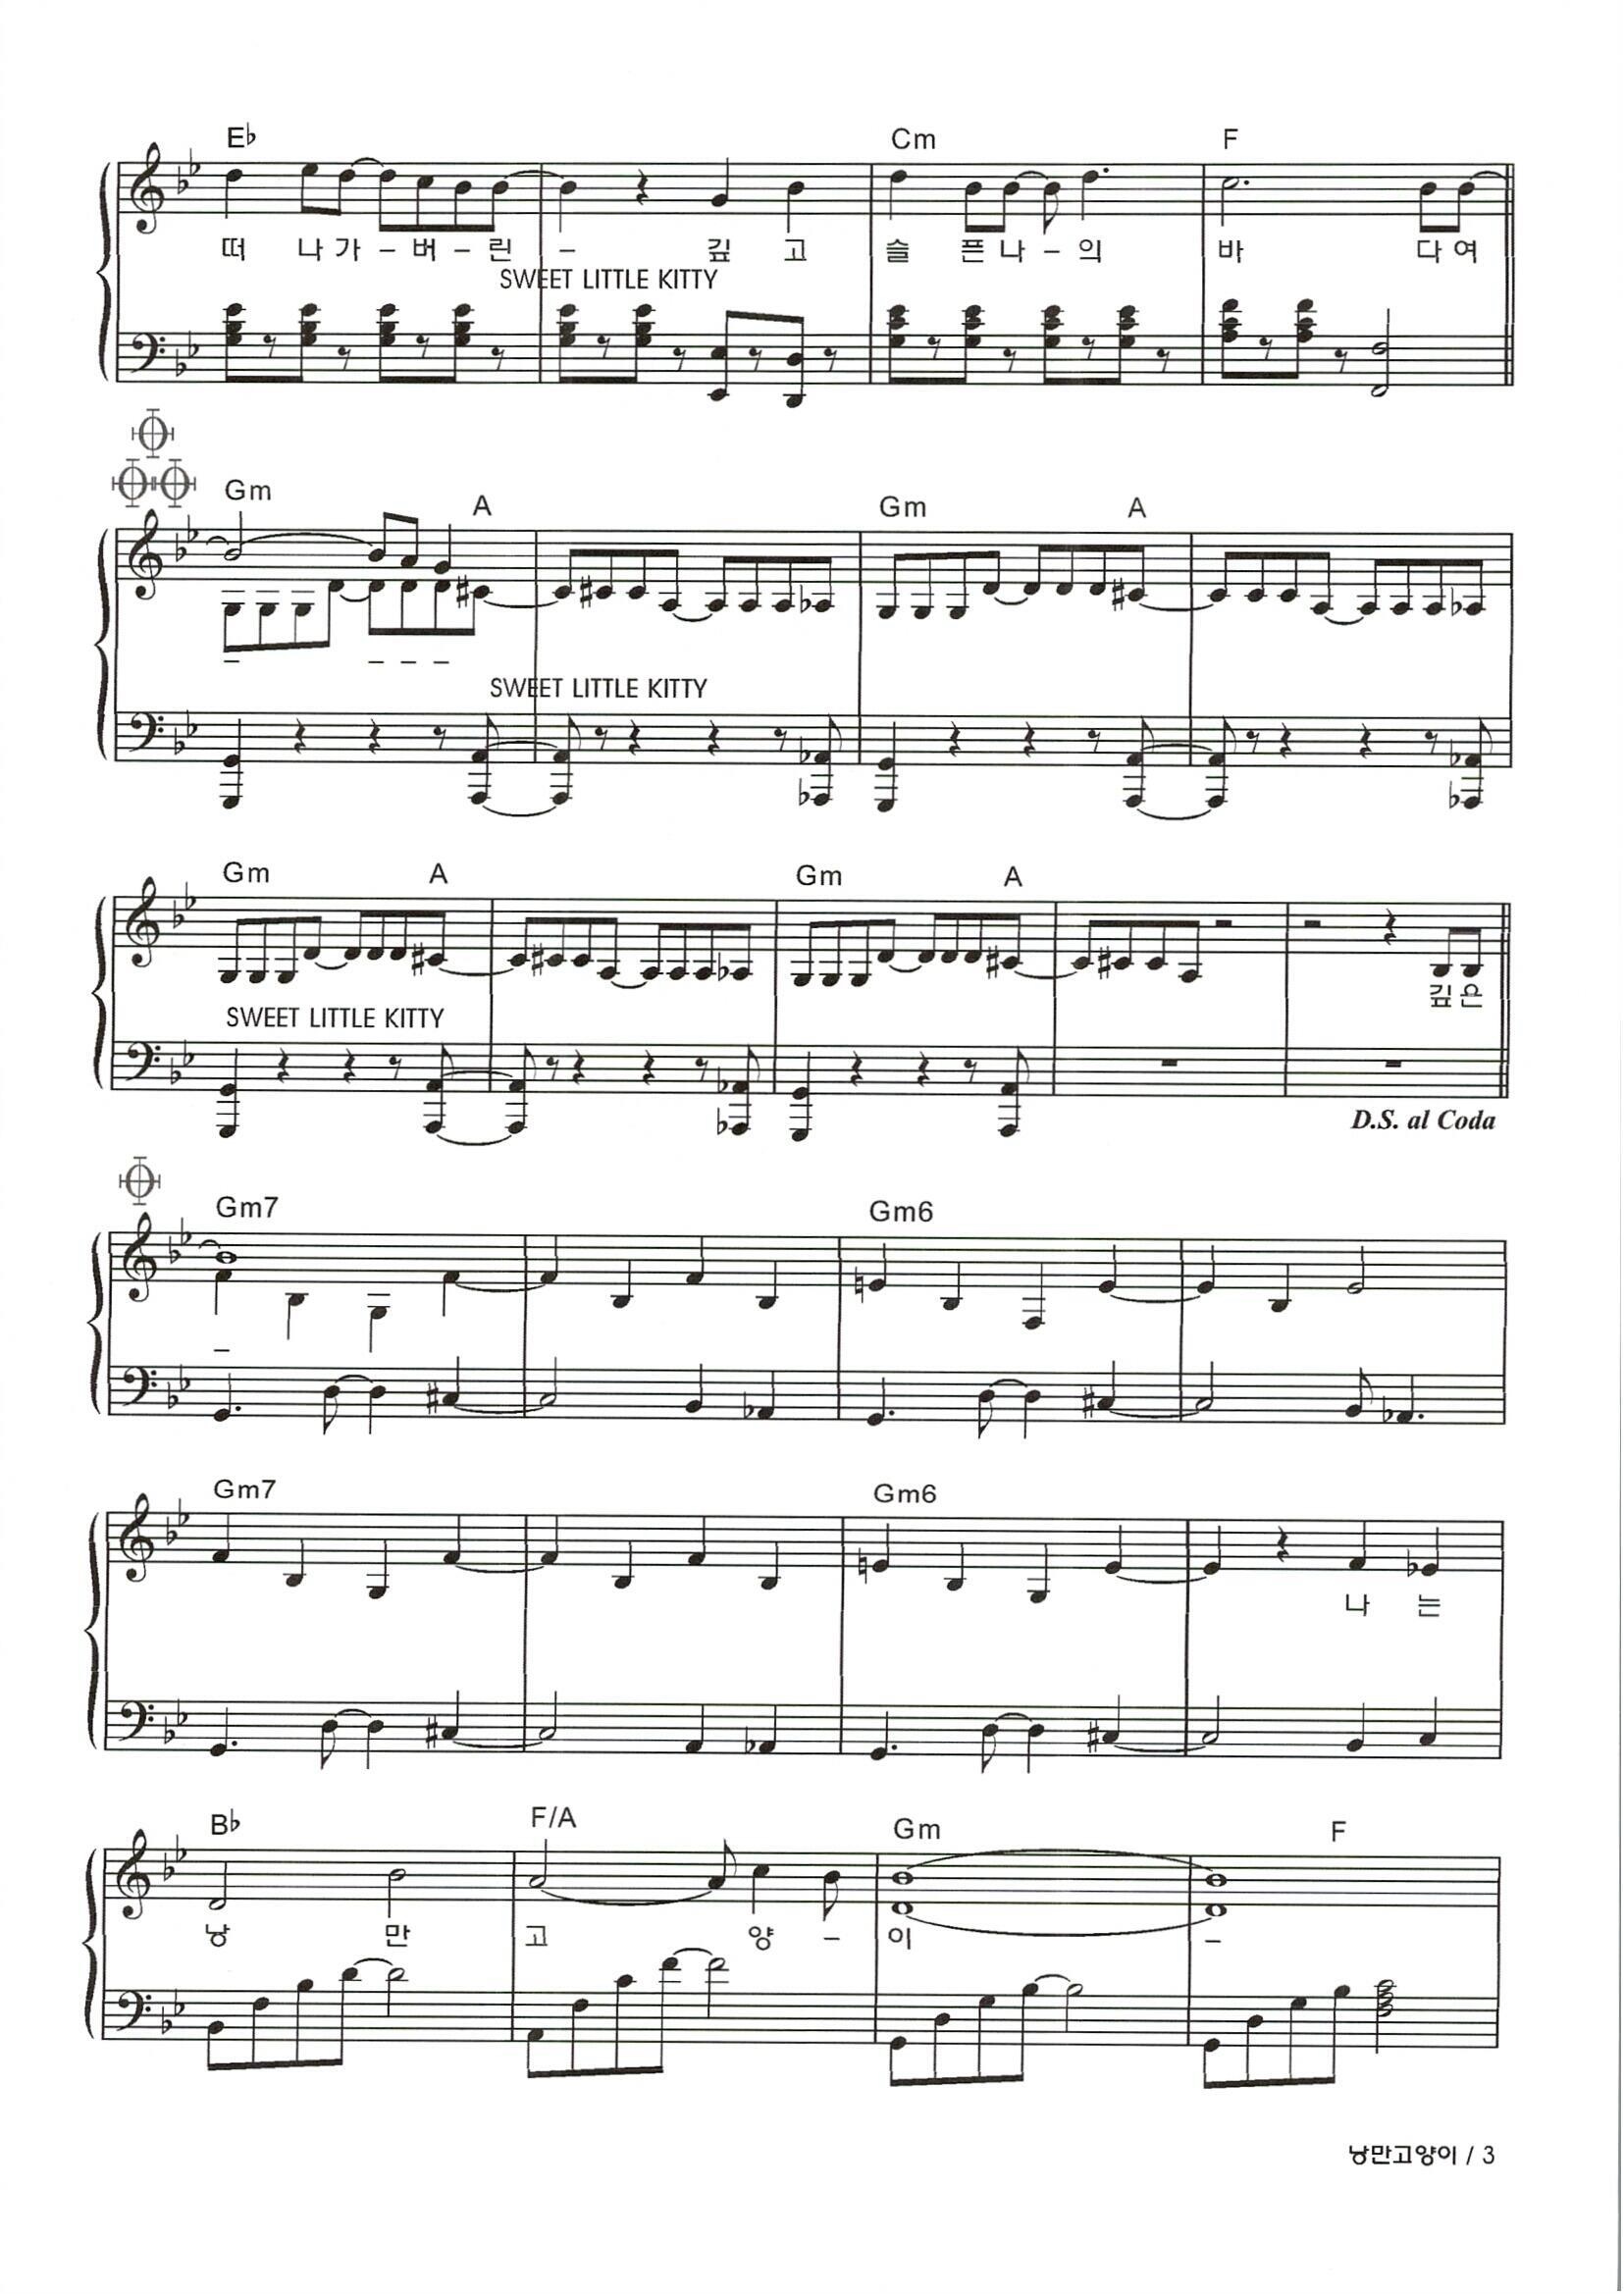 E♭ Cm F
떠 나 가 - 버 - 린 - 깊 고 슬 픈 나 - 의 바 다 여
SWEET LITTLE KITTY
Gm A Gm A
- - - -
SWEET LITTLE KITTY
Gm A Gm A
깊 은
SWEET LITTLE KITTY
D.S. al Coda
Gm7 Gm6
-
Gm7 Gm6
나 는
B♭ F/A Gm F
낭 만 고 양 - 이 -
낭만고양이 / 3